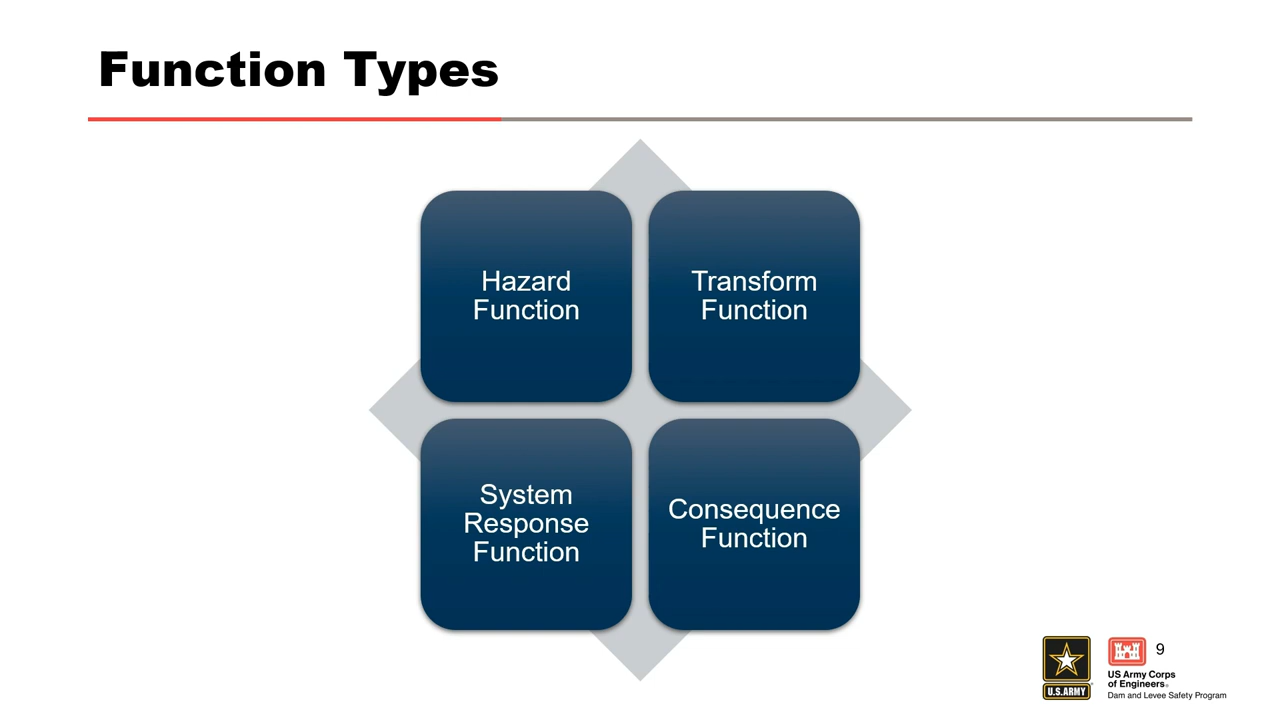 Function Types
Hazard
Function
Transform
Function
System
Response
Function
Consequence
Function
U.S.ARMY
9
US Army Corps
of Engineers®
Dam and Levee Safety Program